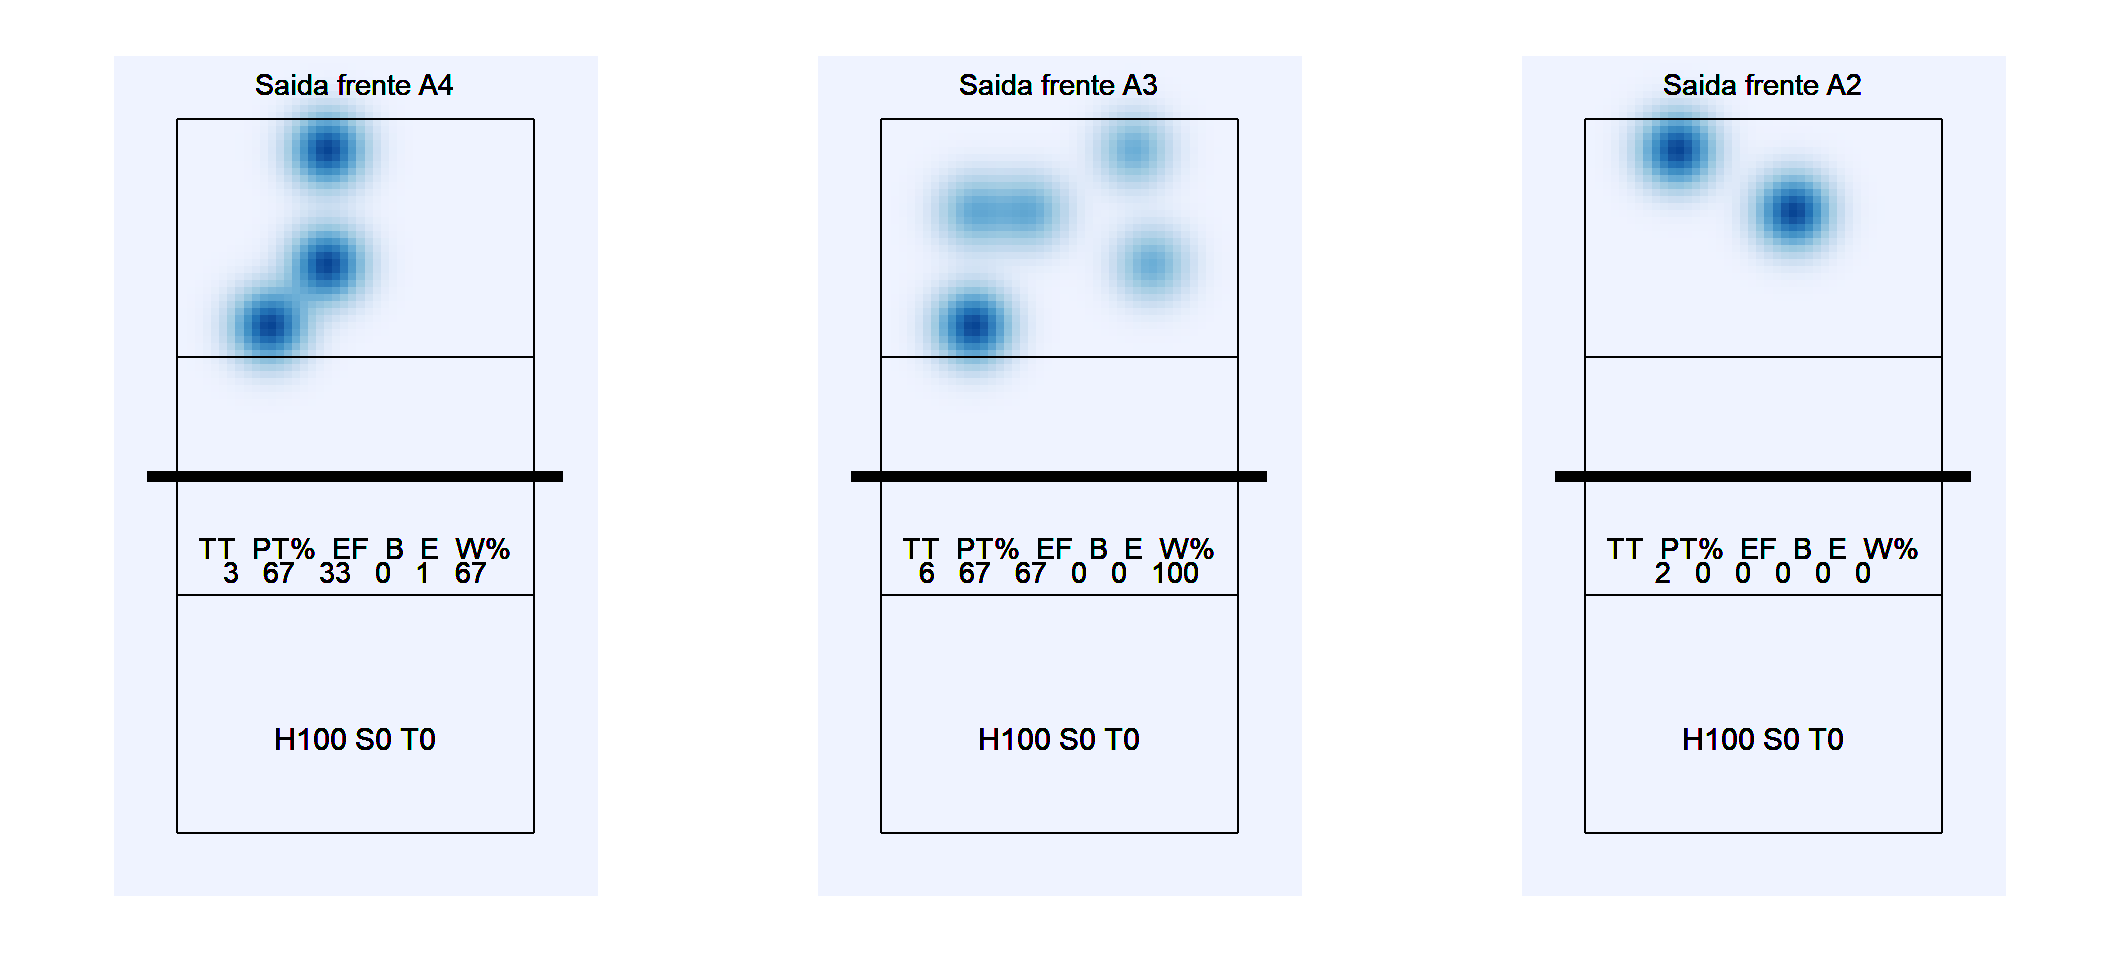 Saida frente A4
TT PT% EF B E W%
3 67 33 0 1 67
H100 S0 T0
Saida frente A3
TT PT% EF B E W%
6 67 67 0 0 100
H100 S0 T0
Saida frente A2
TT PT% EF B E W%
2 0 0 0 0 0
H100 S0 T0